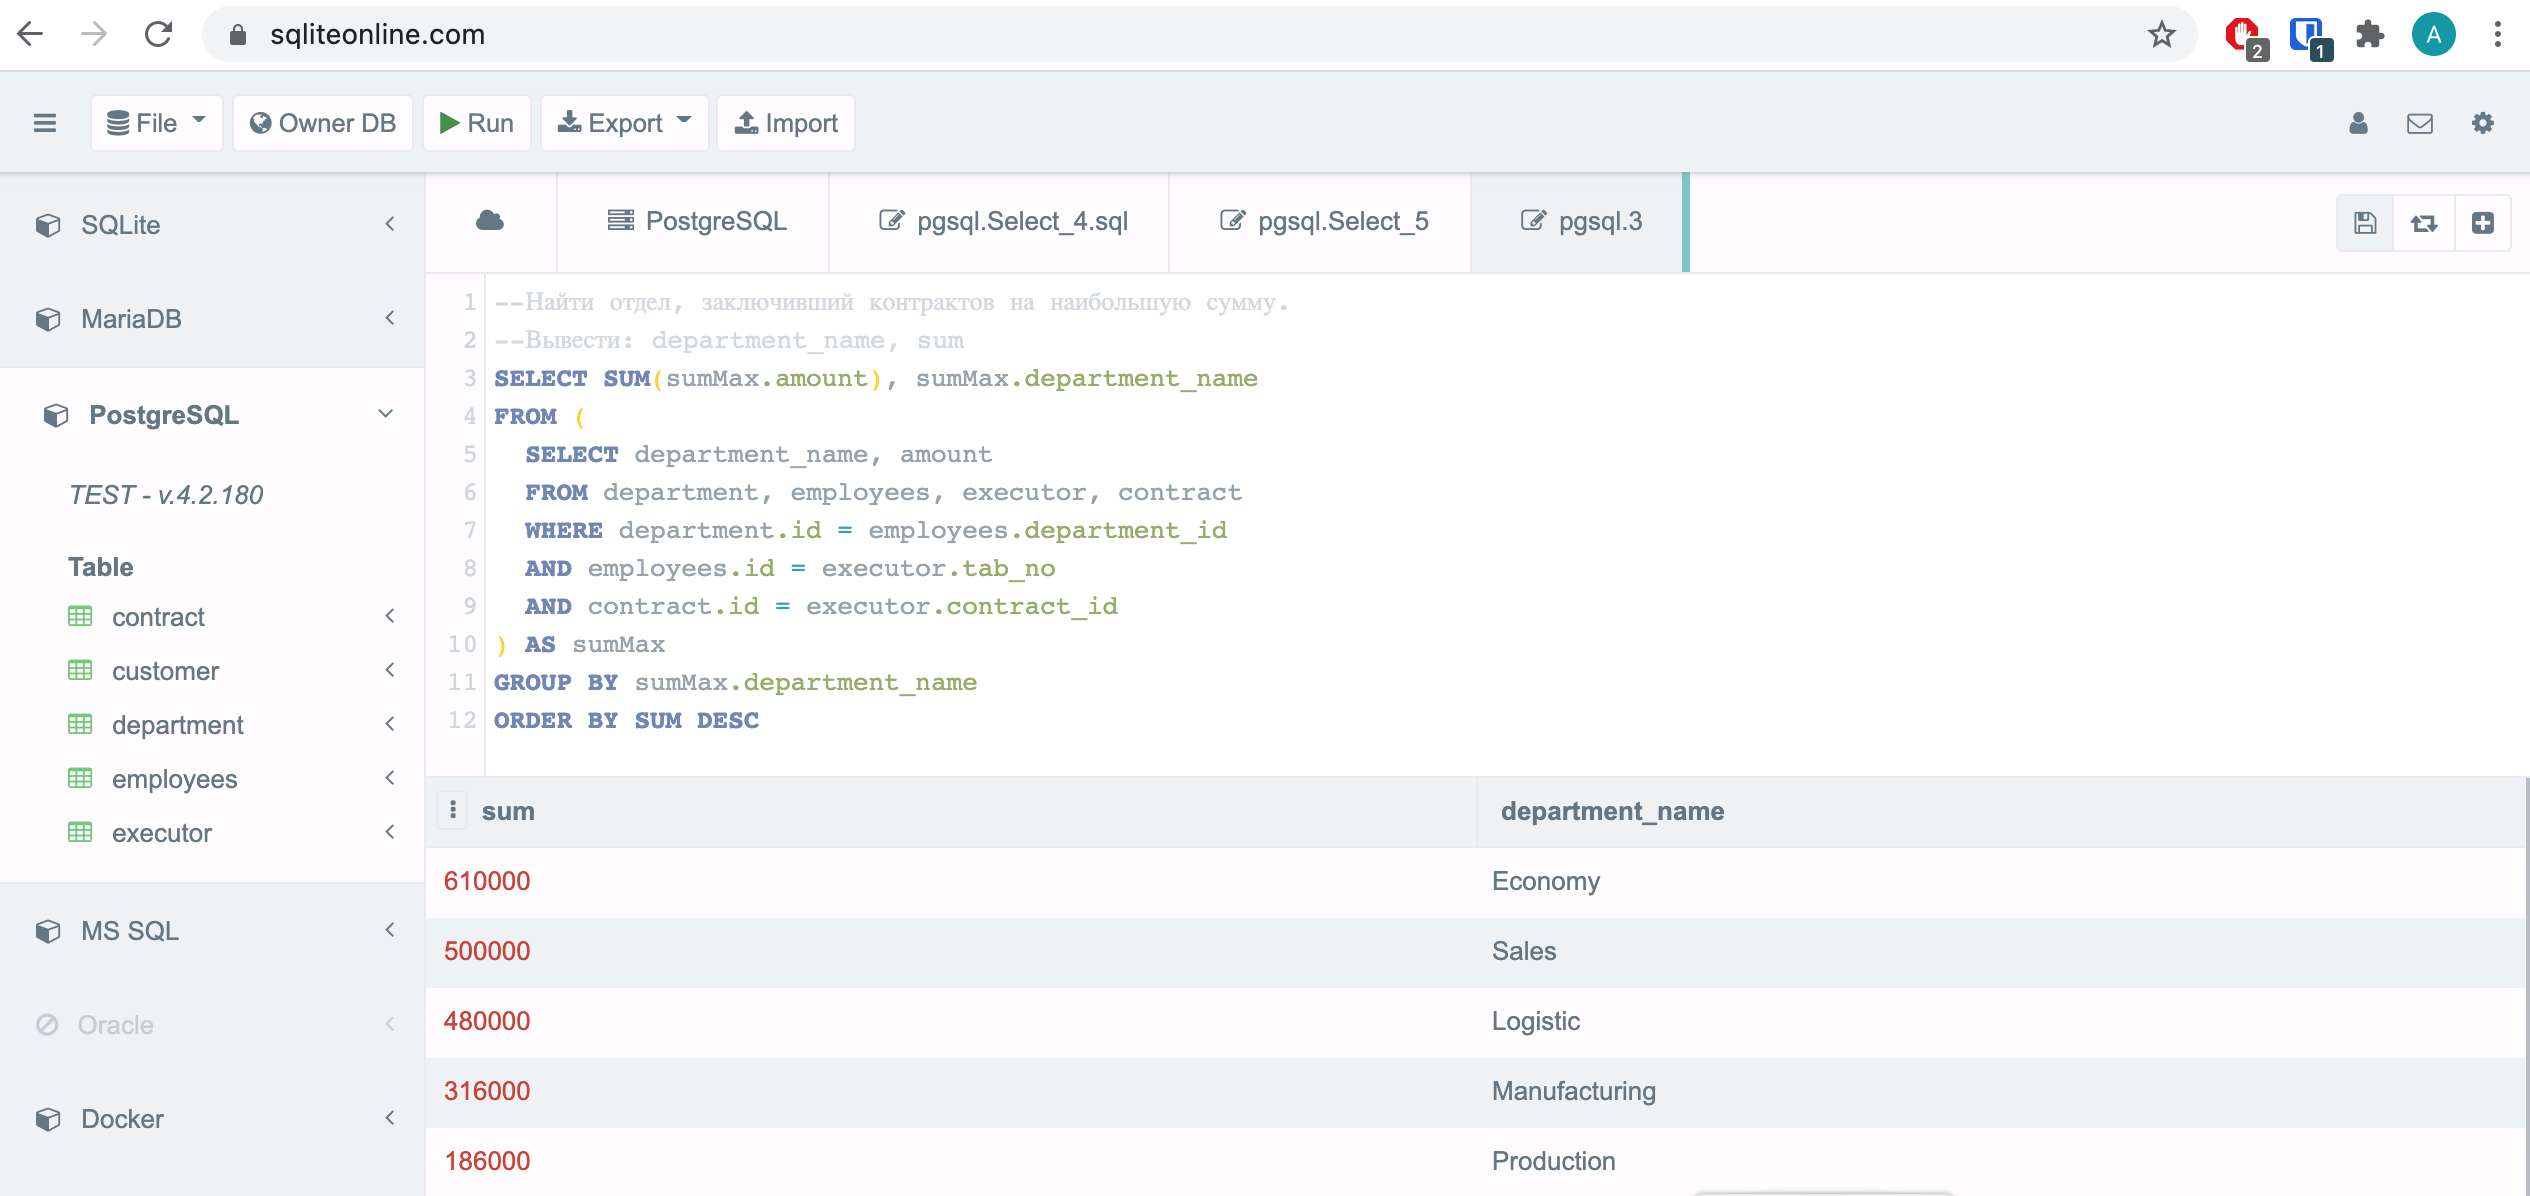 sqliteonline.com
2
1
A
File
Owner DB
Run
Export
Import
SQLite
MariaDB
PostgreSQL
TEST - v.4.2.180
Table
contract
customer
department
employees
executor
MS SQL
Oracle
Docker
PostgreSQL
pgsql.Select_4.sql
pgsql.Select_5
pgsql.3
1 --Найти отдел, заключивший контрактов на наибольшую сумму.
2 --Вывести: department_name, sum
3 SELECT SUM(sumMax.amount), sumMax.department_name
4 FROM (
5 SELECT department_name, amount
6 FROM department, employees, executor, contract
7 WHERE department.id = employees.department_id
8 AND employees.id = executor.tab_no
9 AND contract.id = executor.contract_id
10 ) AS sumMax
11 GROUP BY sumMax.department_name
12 ORDER BY SUM DESC
sum department_name
610000 Economy
500000 Sales
480000 Logistic
316000 Manufacturing
186000 Production